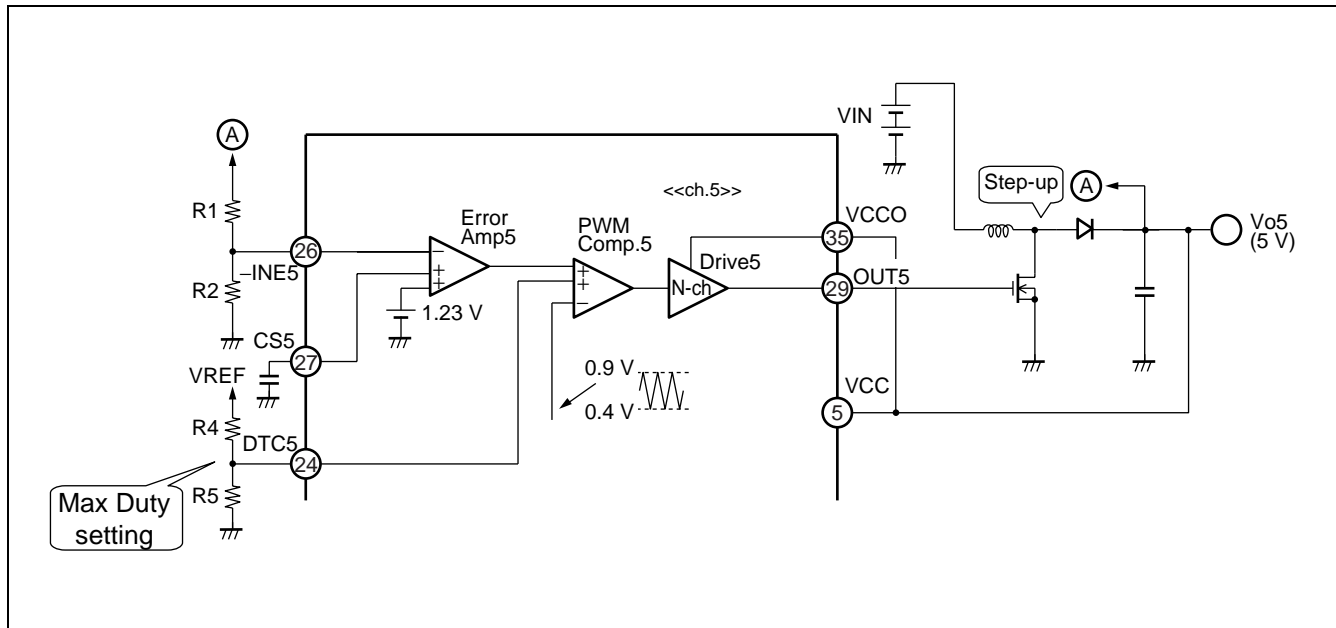 VIN
A
<<ch.5>>
Step-up
A
R1
Error
Amp5
PWM
Comp.5
VCCO
35
Vo5
(5 V)
26
–INE5
Drive5
N-ch
OUT5
29
R2
1.23 V
CS5
27
VREF
0.9 V
0.4 V
VCC
5
R4
DTC5
24
R5
Max Duty
setting